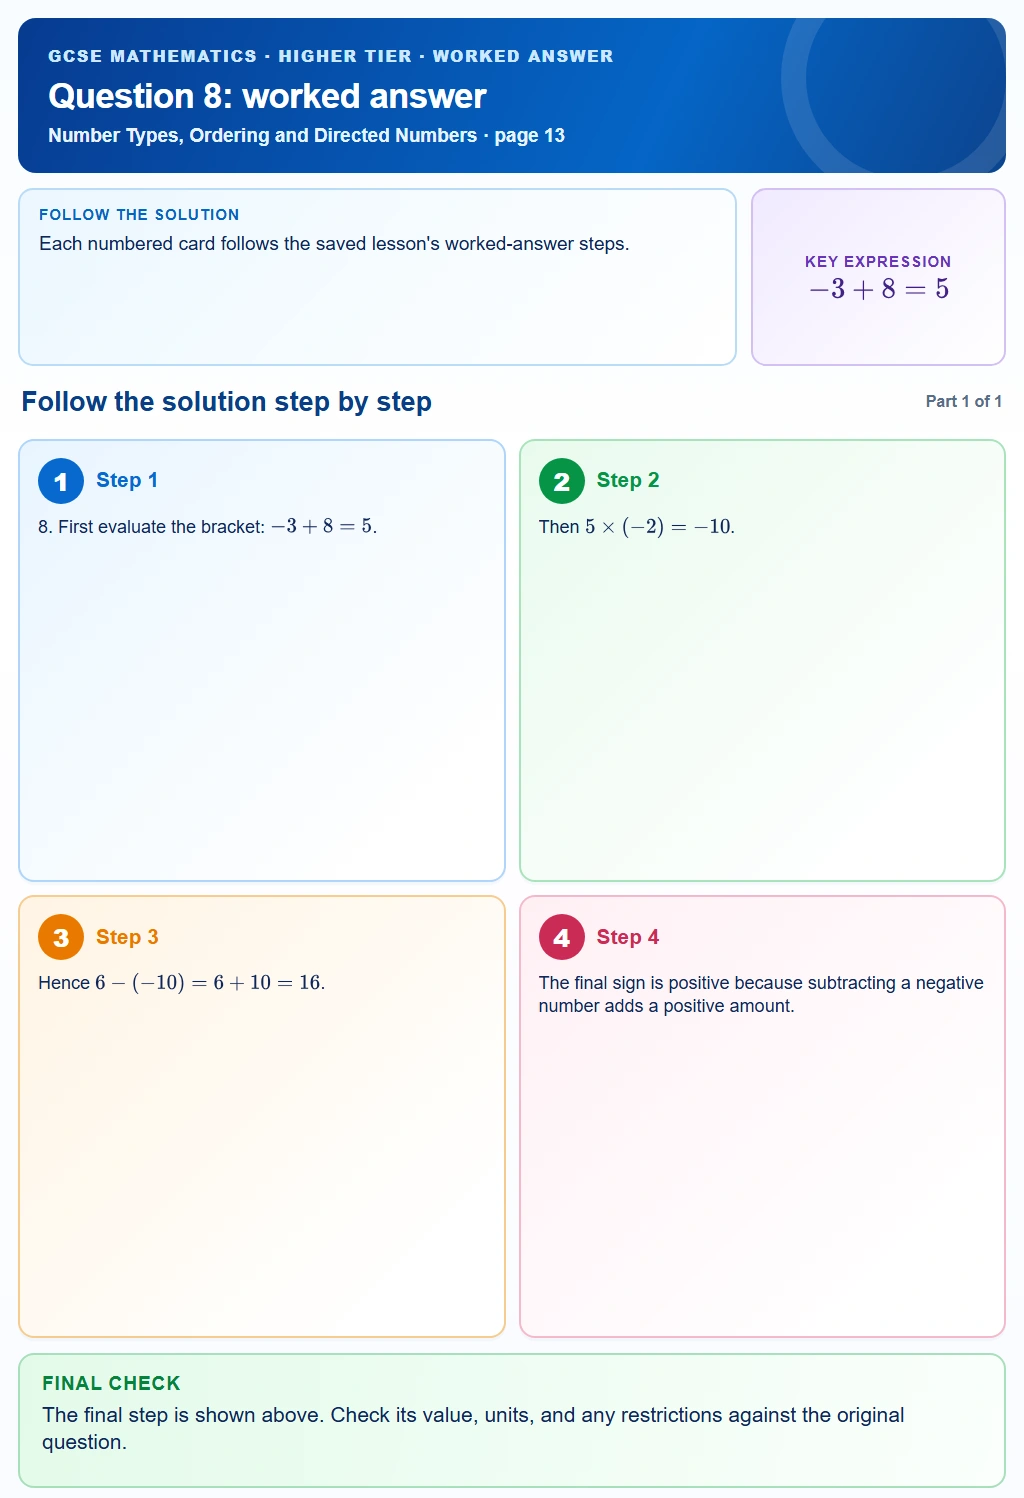 GCSE MATHEMATICS · HIGHER TIER · WORKED ANSWER
Question 8: worked answer
Number Types, Ordering and Directed Numbers · page 13
FOLLOW THE SOLUTION
Each numbered card follows the saved lesson's worked-answer steps.
KEY EXPRESSION
−3 + 8 = 5
Follow the solution step by step
Part 1 of 1
1 Step 1
8. First evaluate the bracket: −3 + 8 = 5.
2 Step 2
Then 5 × (−2) = −10.
3 Step 3
Hence 6 − (−10) = 6 + 10 = 16.
4 Step 4
The final sign is positive because subtracting a negative
number adds a positive amount.
FINAL CHECK
The final step is shown above. Check its value, units, and any restrictions against the original
question.